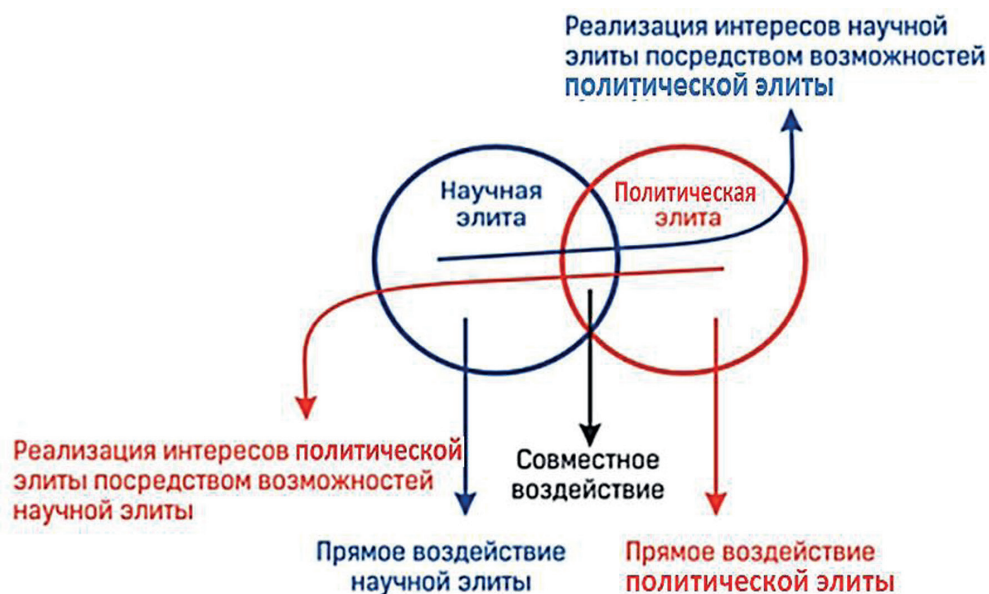 Реализация интересов научной
элиты посредством возможностей
политической элиты
Научная
элита
Политическая
элита
Реализация интересов политической
элиты посредством возможностей
научной элиты
Совместное
воздействие
Прямое воздействие
научной элиты
Прямое воздействие
политической элиты